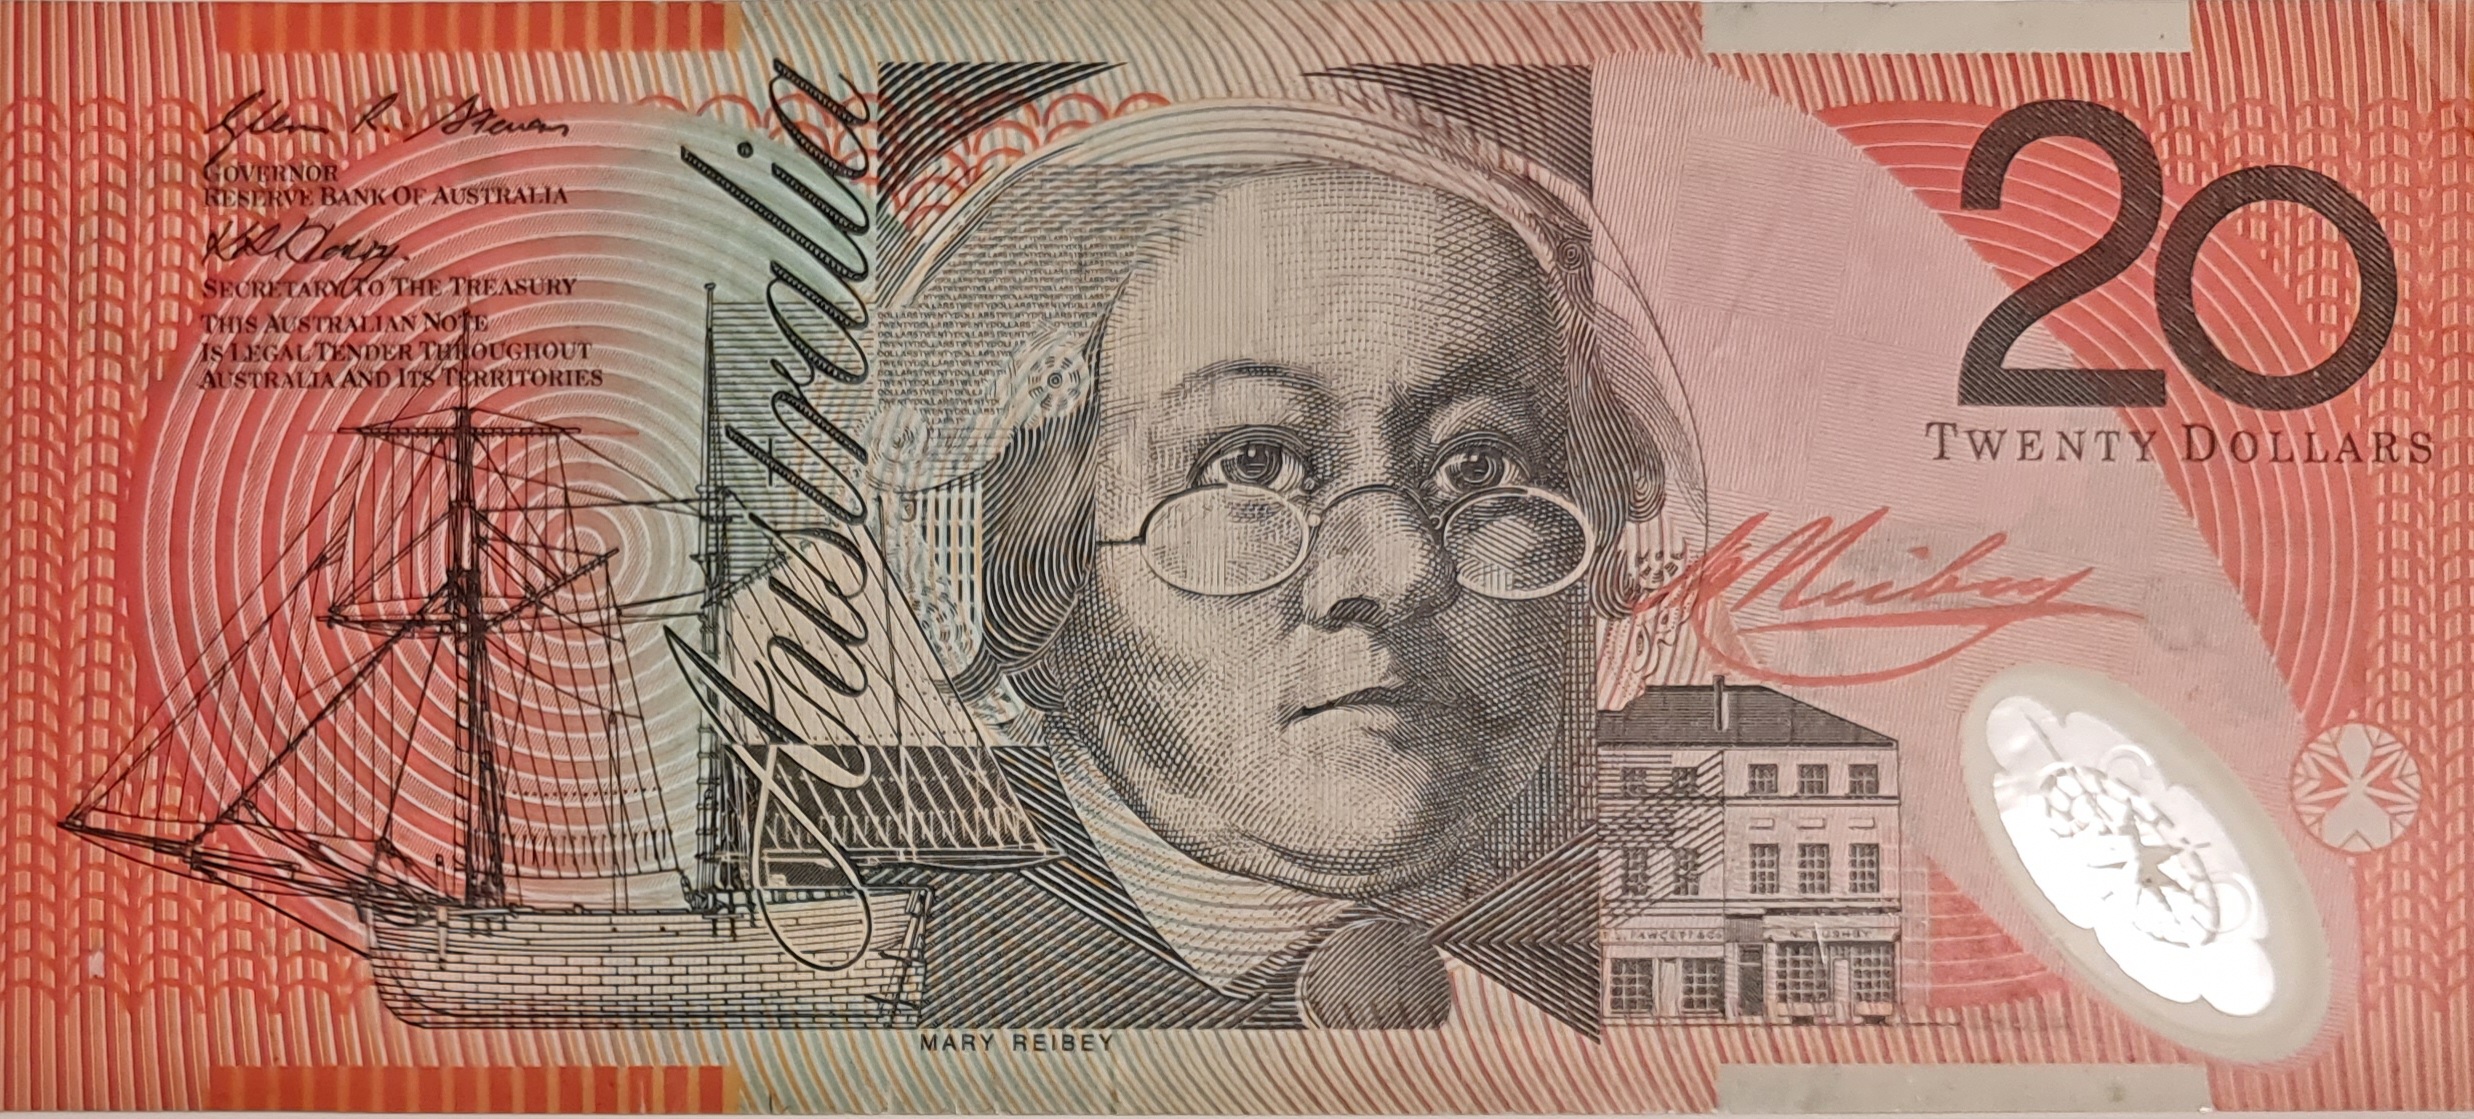 Glenn R. Stevens
GOVERNOR
RESERVE BANK OF AUSTRALIA
SECRETARY TO THE TREASURY
THIS AUSTRALIAN NOTE
IS LEGAL TENDER THROUGHOUT
AUSTRALIA AND ITS TERRITORIES
Australia
20
TWENTY DOLLARS
M Reibey
N. BUSHBY
MARY REIBEY